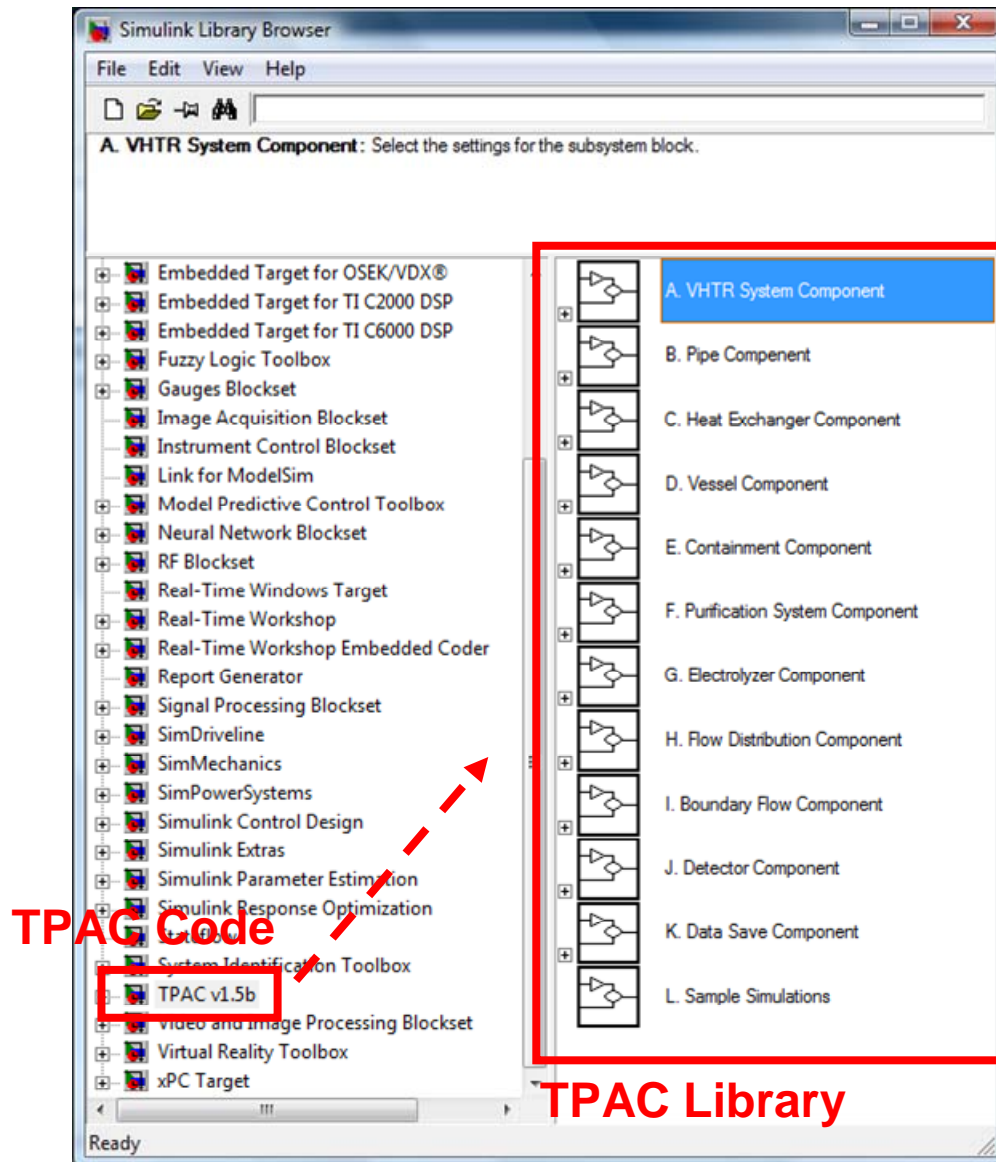 Simulink Library Browser
File Edit View Help
A. VHTR System Component: Select the settings for the subsystem block.
Embedded Target for OSEK/VDX®
Embedded Target for TI C2000 DSP
Embedded Target for TI C6000 DSP
Fuzzy Logic Toolbox
Gauges Blockset
Image Acquisition Blockset
Instrument Control Blockset
Link for ModelSim
Model Predictive Control Toolbox
Neural Network Blockset
RF Blockset
Real-Time Windows Target
Real-Time Workshop
Real-Time Workshop Embedded Coder
Report Generator
Signal Processing Blockset
SimDriveline
SimMechanics
SimPowerSystems
Simulink Control Design
Simulink Extras
Simulink Parameter Estimation
Simulink Response Optimization
TPAC Code
Stateflow
System Identification Toolbox
TPAC v1.5b
Video and Image Processing Blockset
Virtual Reality Toolbox
xPC Target
A. VHTR System Component
B. Pipe Compenent
C. Heat Exchanger Component
D. Vessel Component
E. Containment Component
F. Purification System Component
G. Electrolyzer Component
H. Flow Distribution Component
I. Boundary Flow Component
J. Detector Component
K. Data Save Component
L. Sample Simulations
TPAC Library
Ready